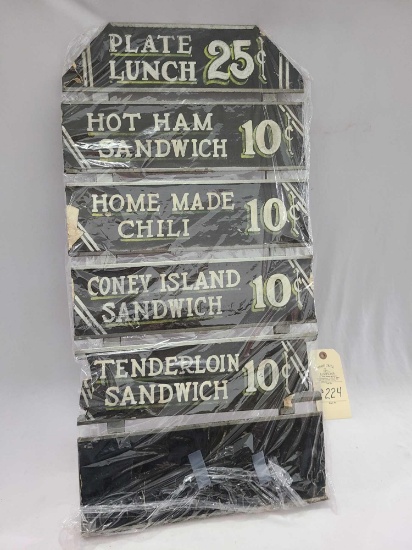 PLATE
LUNCH 25¢
HOT HAM
SANDWICH 10¢
HOME MADE
CHILI 10¢
CONEY ISLAND
SANDWICH 10¢
TENDERLOIN
SANDWICH 10¢
224